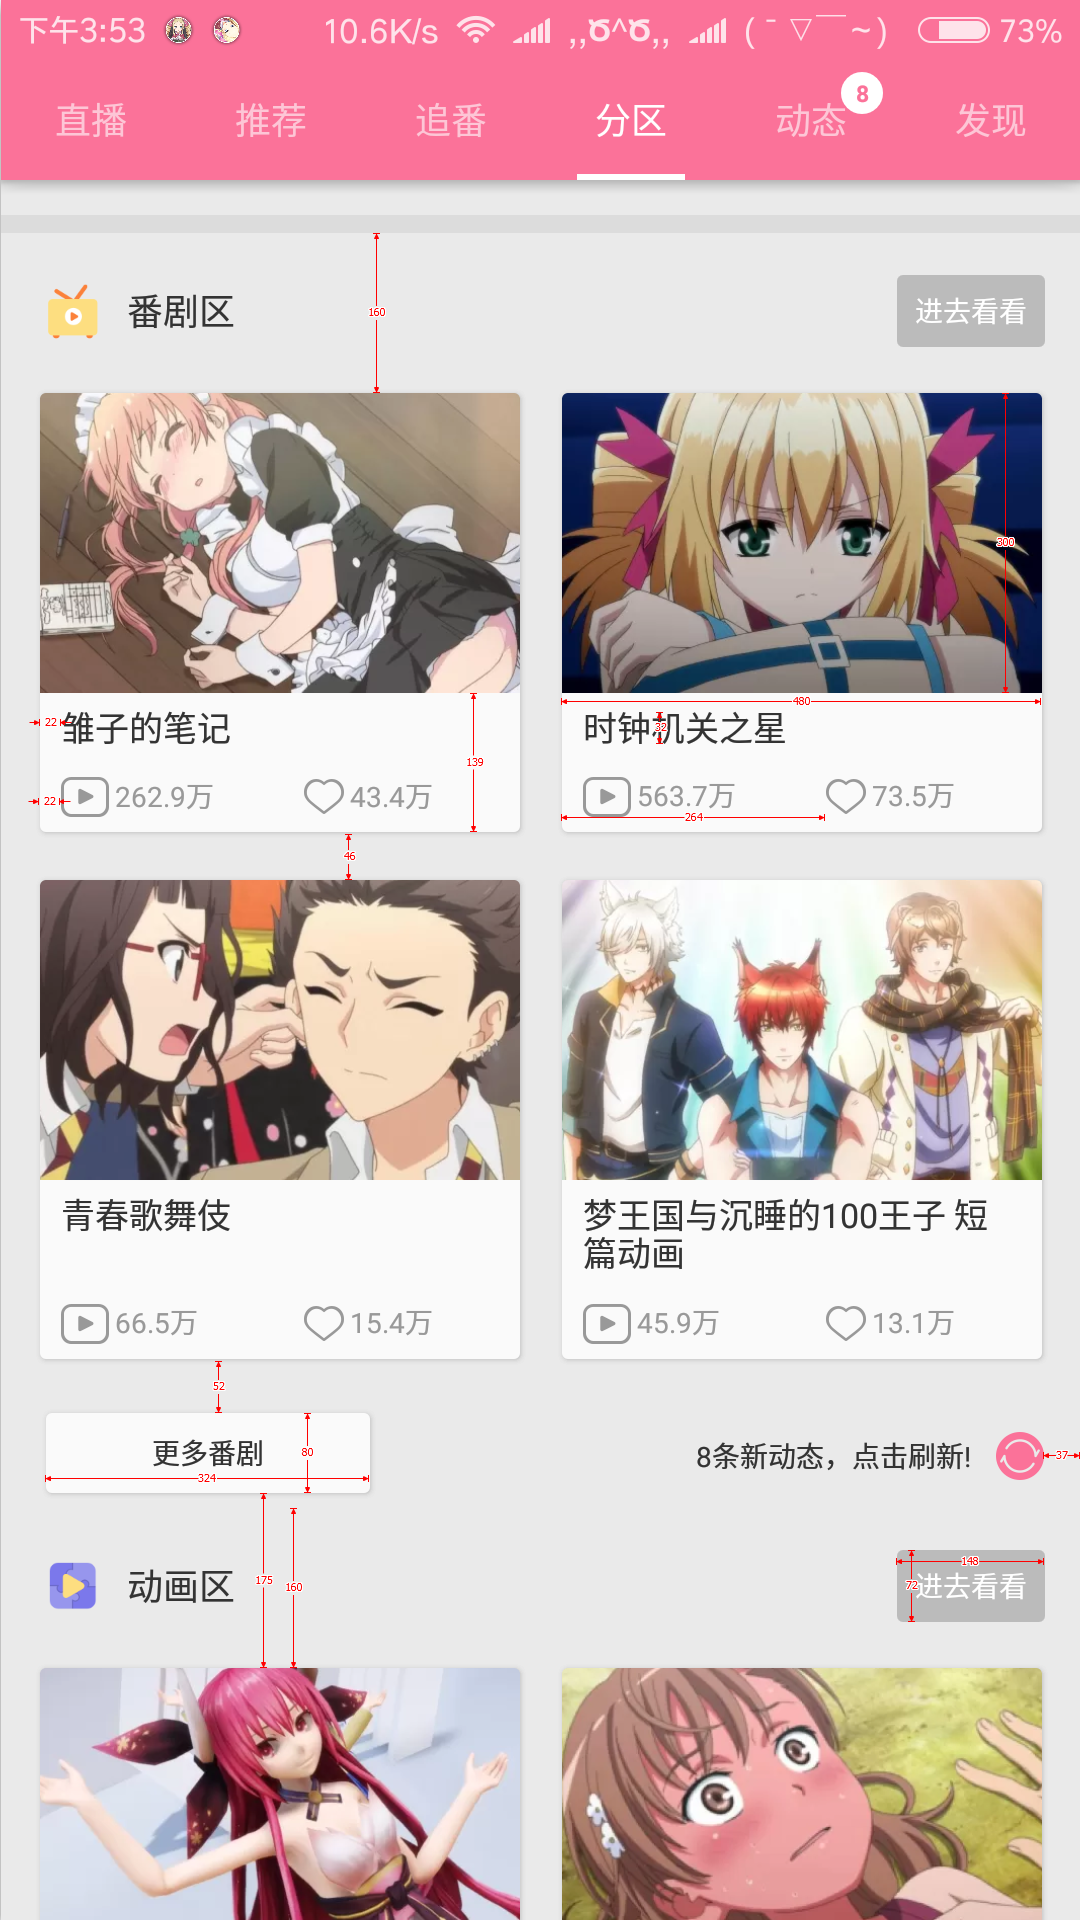 下午3:53 10.6K/s ,,Ծ^Ծ,, (¯▽¯~) 73%
直播 推荐 追番 分区 动态 8 发现
160
番剧区 进去看看
300
480
22 雏子的笔记 139 时钟机关之星 32
22 262.9万 43.4万 563.7万 73.5万
264
46
青春歌舞伎 梦王国与沉睡的100王子 短
篇动画
66.5万 15.4万 45.9万 13.1万
52
更多番剧 80 8条新动态，点击刷新! 37
324
175 160
动画区 148
72 进去看看